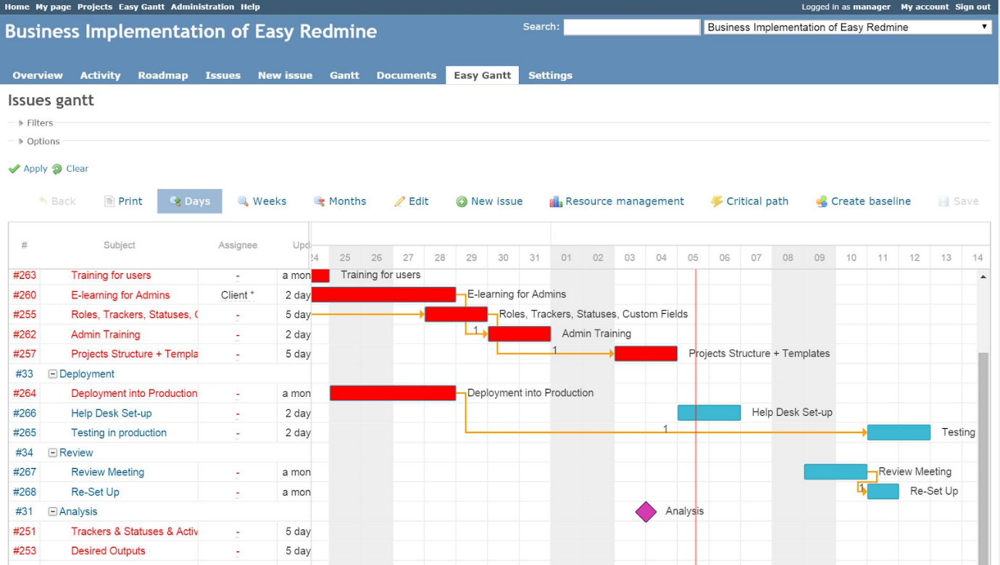 Home My page Projects Easy Gantt Administration Help Logged in as manager My account Sign out
Business Implementation of Easy Redmine Search: Business Implementation of Easy Redmine
Overview Activity Roadmap Issues New issue Gantt Documents Easy Gantt Settings
Issues gantt
Filters
Options
Apply Clear
Back Print Days Weeks Months Edit New issue Resource management Critical path Create baseline Save
# Subject Assignee Upd
24 25 26 27 28 29 30 31 01 02 03 04 05 06 07 08 09 10 11 12 13 14
#263 Training for users - a mon Training for users
#260 E-learning for Admins Client * 2 day E-learning for Admins
#255 Roles, Trackers, Statuses, C - 5 day Roles, Trackers, Statuses, Custom Fields
#262 Admin Training - 2 day 1 Admin Training
#257 Projects Structure + Templa - 5 day 1 Projects Structure + Templates
#33 Deployment
#264 Deployment into Production - a mon Deployment into Production
#266 Help Desk Set-up - 2 day Help Desk Set-up
#265 Testing in production - 2 day 1 Testing
#34 Review
#267 Review Meeting - a mon Review Meeting
#268 Re-Set Up - a mon 1 Re-Set Up
#31 Analysis Analysis
#251 Trackers & Statuses & Activ - 5 day
#253 Desired Outputs - 5 day